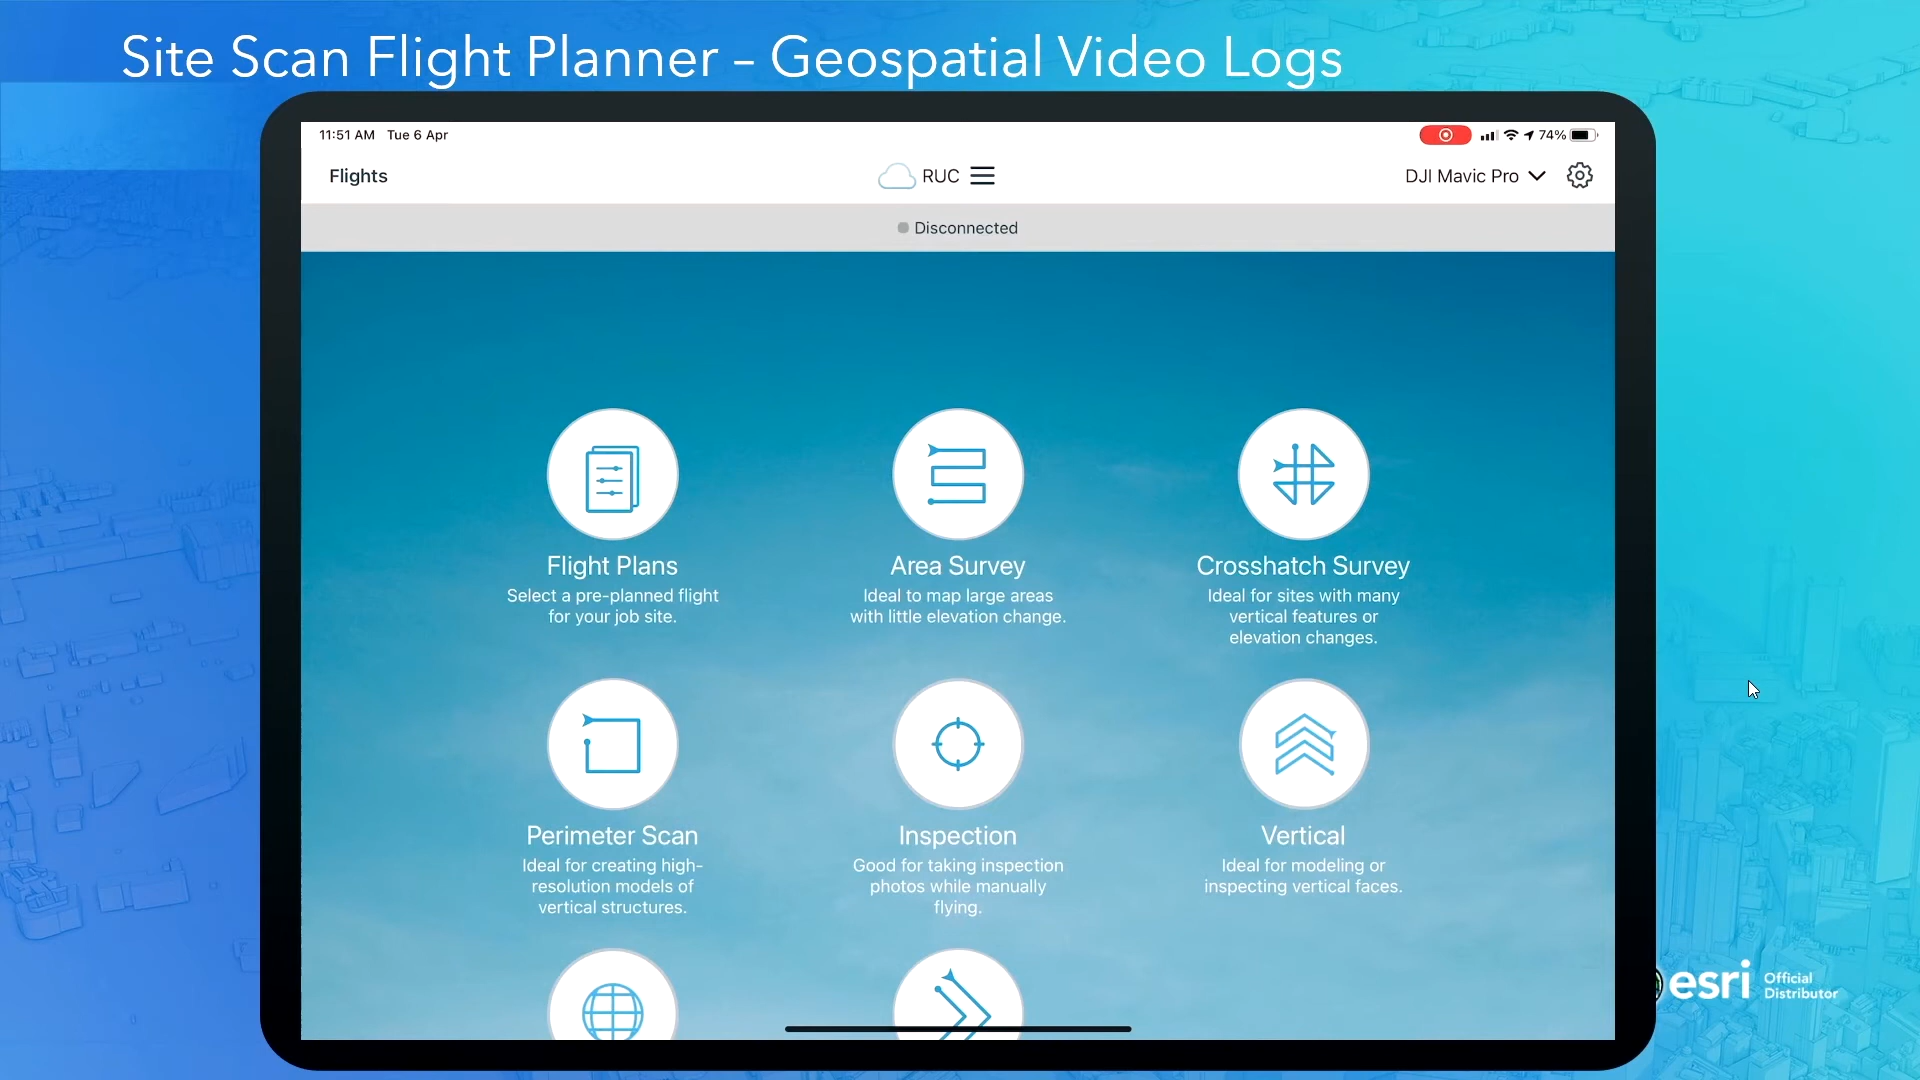 Site Scan Flight Planner – Geospatial Video Logs
11:51 AM Tue 6 Apr
74%
Flights
RUC
DJI Mavic Pro
Disconnected
Flight Plans
Select a pre-planned flight
for your job site.
Area Survey
Ideal to map large areas
with little elevation change.
Crosshatch Survey
Ideal for sites with many
vertical features or
elevation changes.
Perimeter Scan
Ideal for creating high-
resolution models of
vertical structures.
Inspection
Good for taking inspection
photos while manually
flying.
Vertical
Ideal for modeling or
inspecting vertical faces.
esri
Official
Distributor